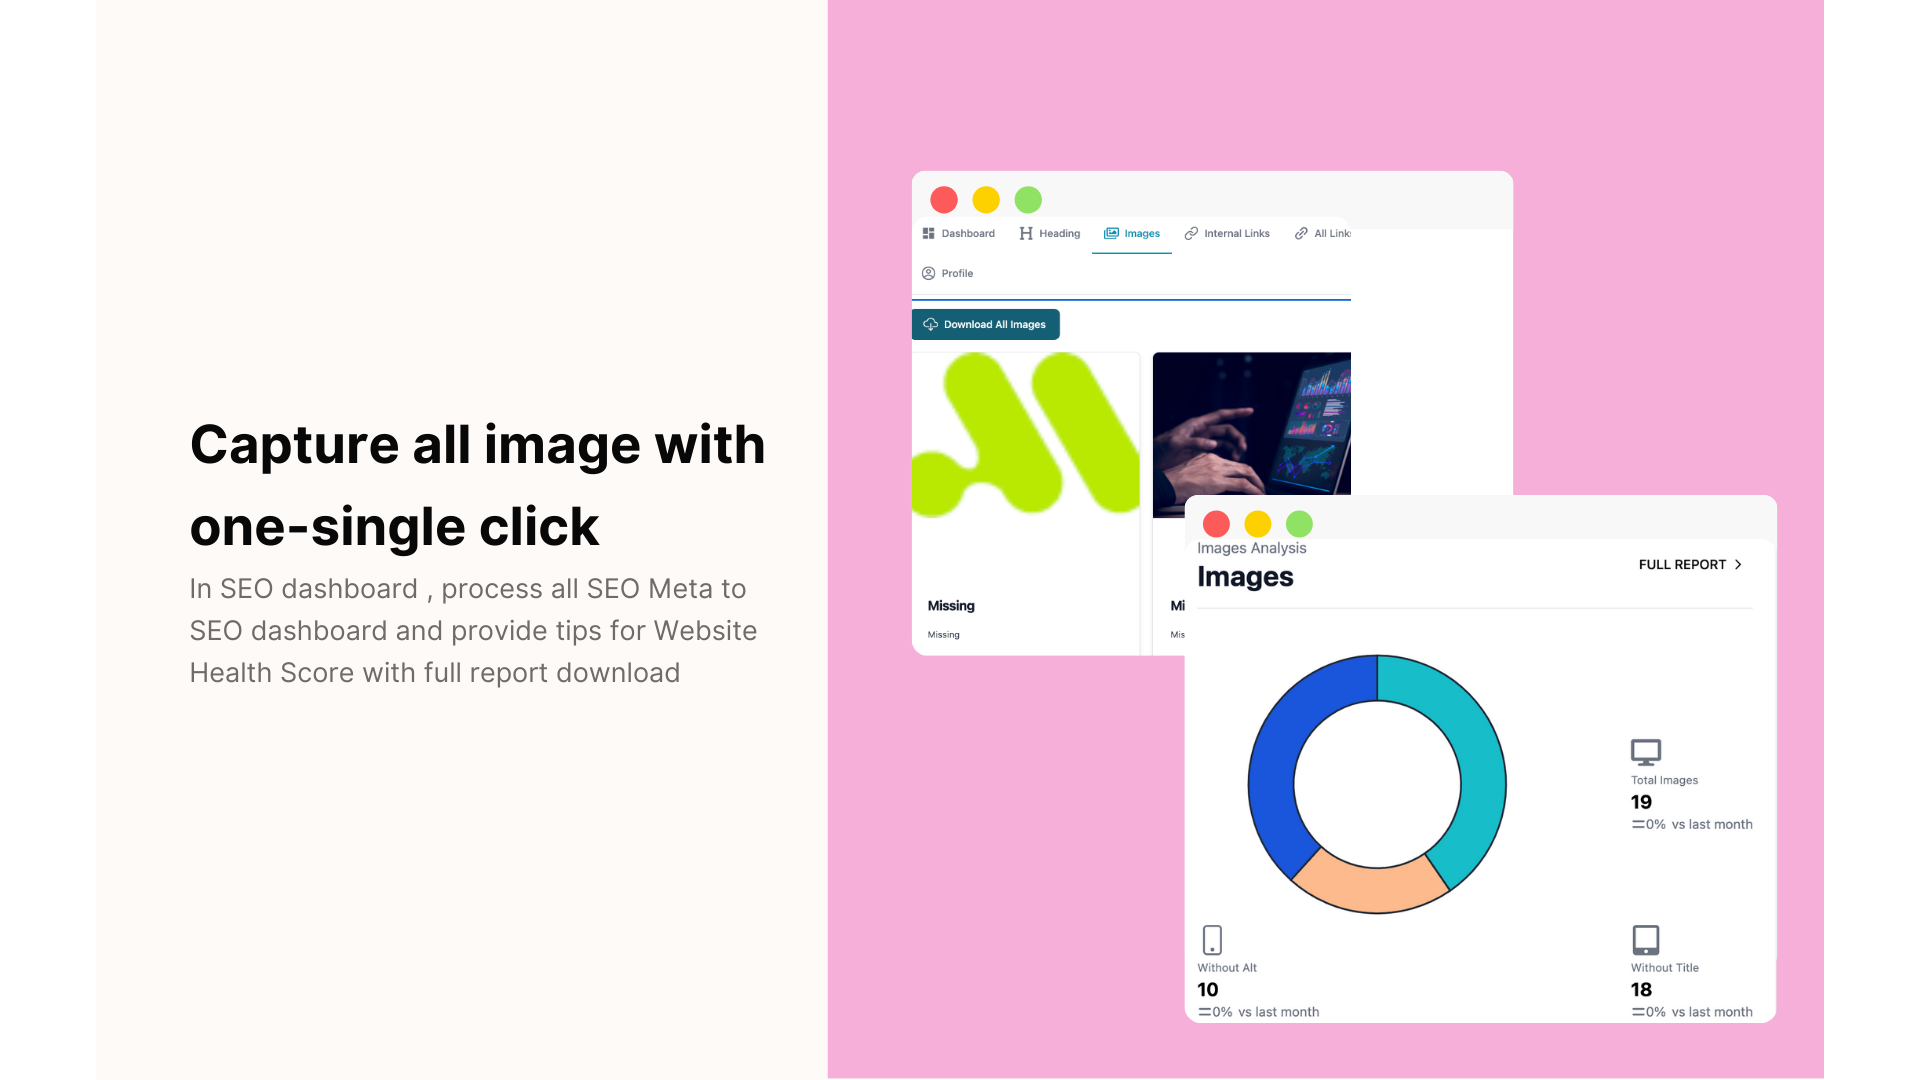 Capture all image with
one-single click
In SEO dashboard , process all SEO Meta to
SEO dashboard and provide tips for Website
Health Score with full report download
Dashboard
Heading
Images
Internal Links
All Link
Profile
Download All Images
Missing
Missing
Mi
Mis
Images Analysis
Images
FULL REPORT
Total Images
19
=0% vs last month
Without Alt
10
=0% vs last month
Without Title
18
=0% vs last month